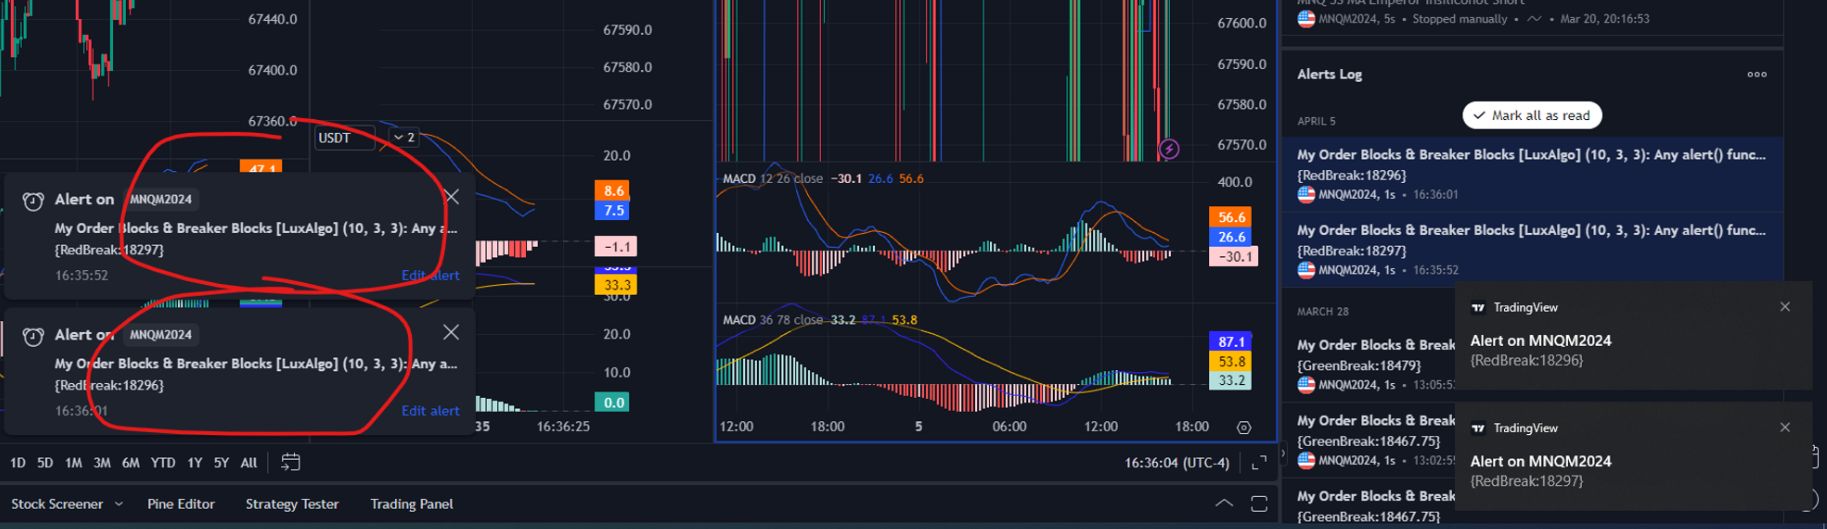 67440.0
67400.0
67360.0
47.1
Alert on MNQM2024
My Order Blocks & Breaker Blocks [LuxAlgo] (10, 3, 3): Any a...
{RedBreak:18297}
16:35:52
Edit alert
Alert on MNQM2024
My Order Blocks & Breaker Blocks [LuxAlgo] (10, 3, 3): Any a...
{RedBreak:18296}
16:36:01
Edit alert
USDT
2
67590.0
67580.0
67570.0
20.0
8.6
7.5
−1.1
33.3
30.0
20.0
10.0
0.0
:35
16:36:25
67600.0
67590.0
67580.0
67570.0
MACD 12 26 close −30.1 26.6 56.6
400.0
56.6
26.6
−30.1
MACD 36 78 close 33.2 87.1 53.8
87.1
53.8
33.2
12:00 18:00 5 06:00 12:00 18:00
1D 5D 1M 3M 6M YTD 1Y 5Y All
16:36:04 (UTC-4)
Stock Screener Pine Editor Strategy Tester Trading Panel
MNQM2024, 5s • Stopped manually • Mar 20, 20:16:53
Alerts Log
APRIL 5
Mark all as read
My Order Blocks & Breaker Blocks [LuxAlgo] (10, 3, 3): Any alert() func...
{RedBreak:18296}
MNQM2024, 1s • 16:36:01
My Order Blocks & Breaker Blocks [LuxAlgo] (10, 3, 3): Any alert() func...
{RedBreak:18297}
MNQM2024, 1s • 16:35:52
MARCH 28
My Order Blocks & Breaker B
{GreenBreak:18479}
MNQM2024, 1s • 13:05:5
My Order Blocks & Breaker B
{GreenBreak:18467.75}
MNQM2024, 1s • 13:02:5
My Order Blocks & Breaker B
{GreenBreak:18467.75}
TradingView
Alert on MNQM2024
{RedBreak:18296}
TradingView
Alert on MNQM2024
{RedBreak:18297}